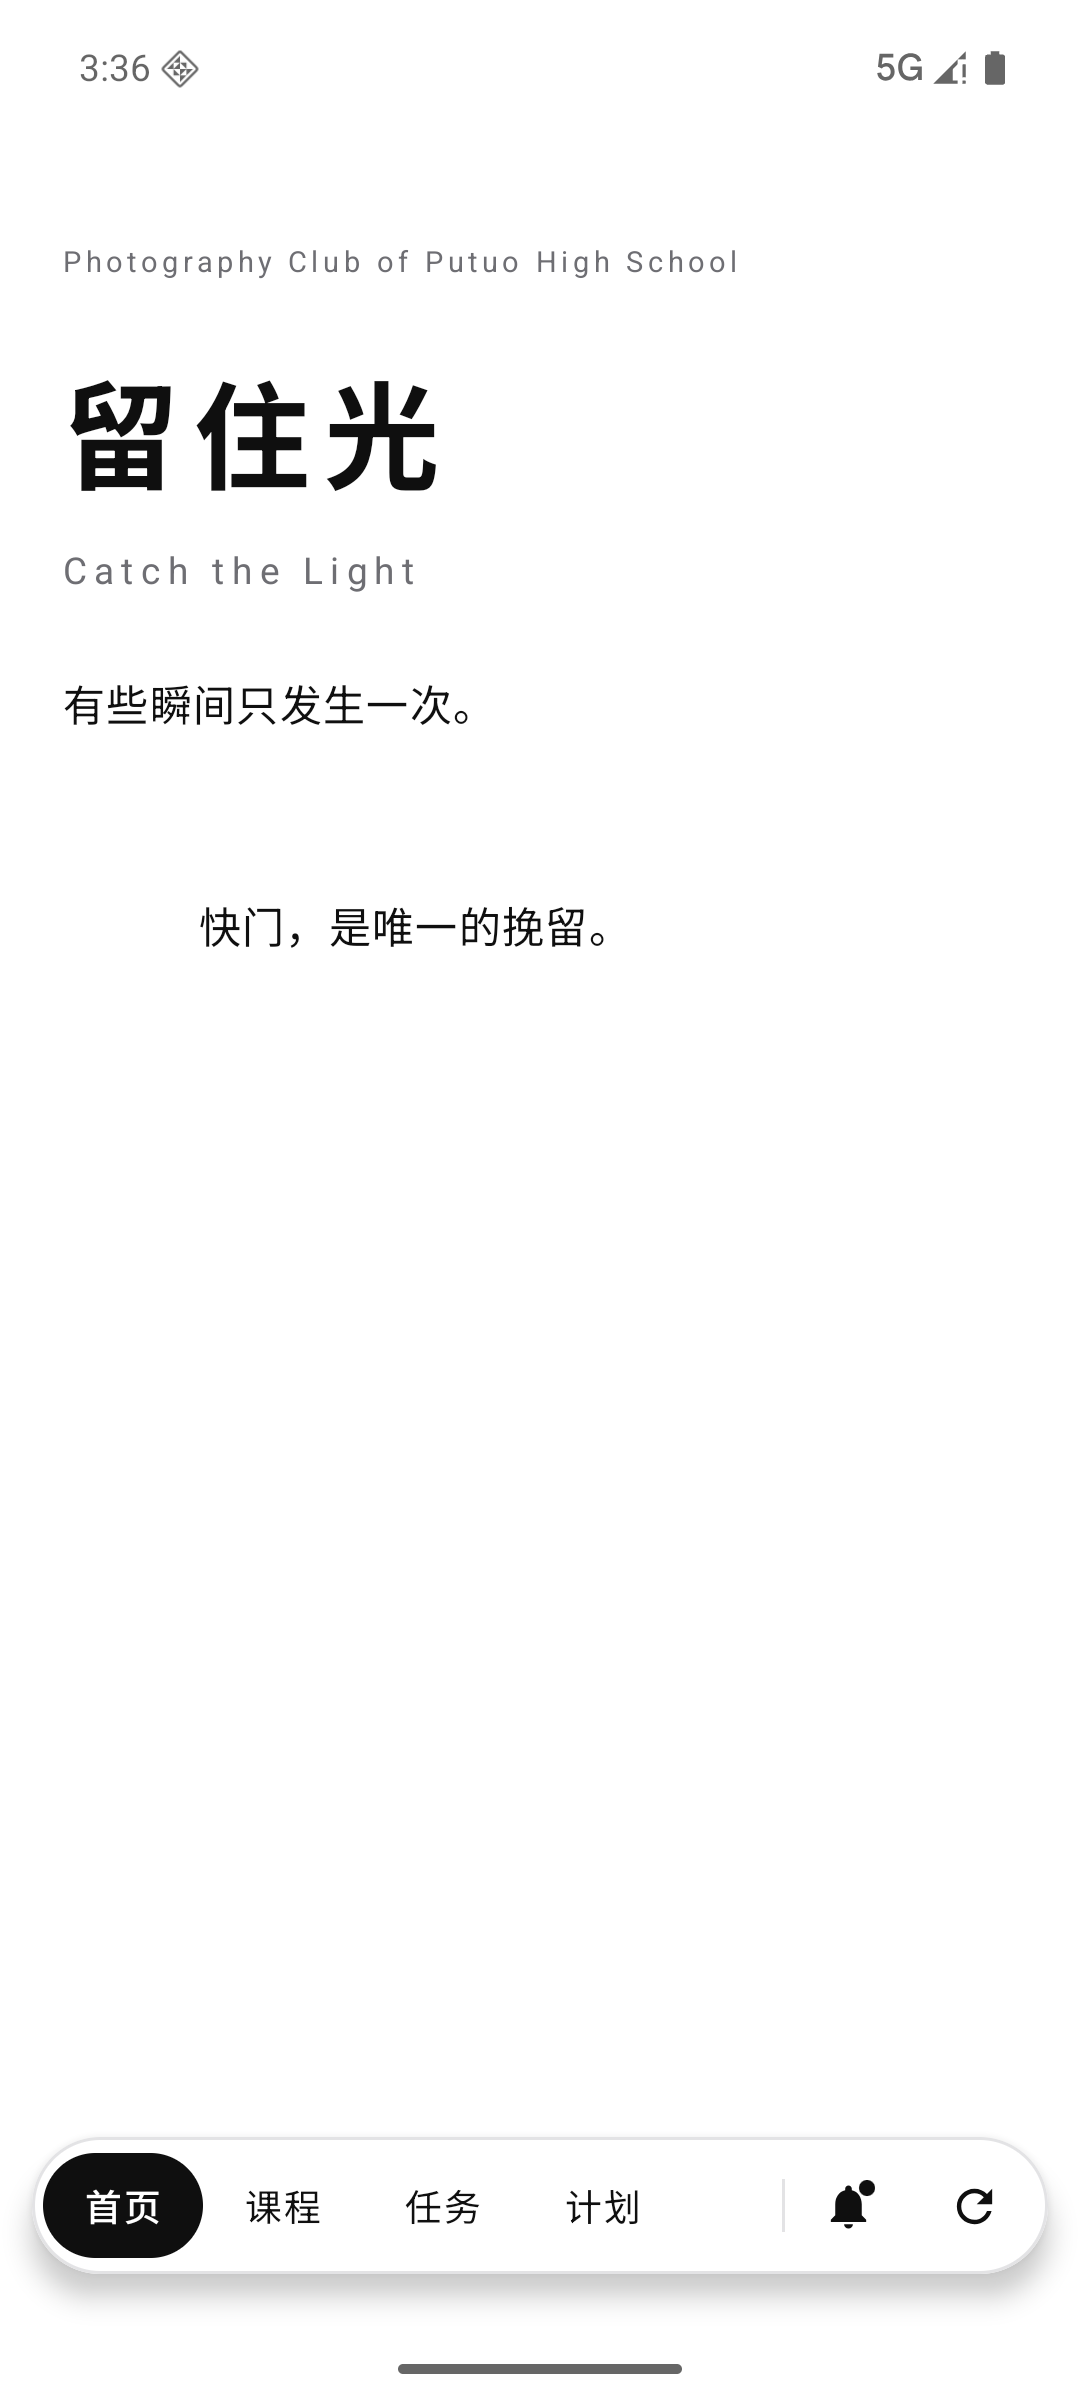 3:36
5G
Photography Club of Putuo High School
留住光
Catch the Light
有些瞬间只发生一次。
快门，是唯一的挽留。
首页 课程 任务 计划